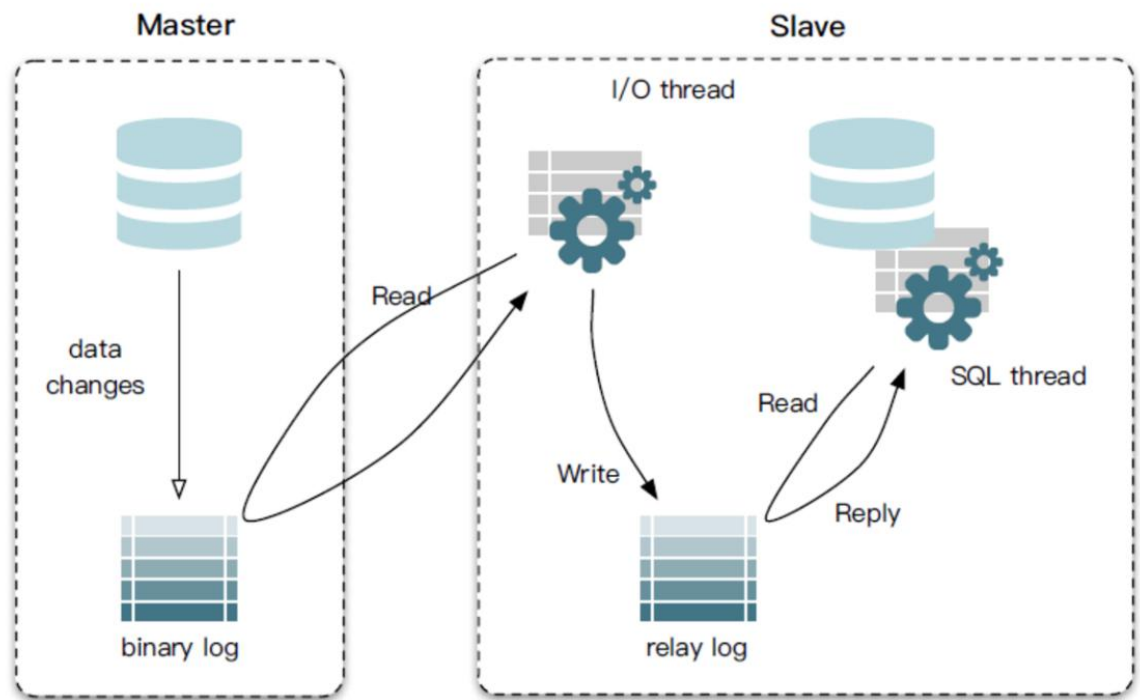 Master
Slave
I/O thread
Read
data
changes
SQL thread
Read
Write
Reply
binary log
relay log